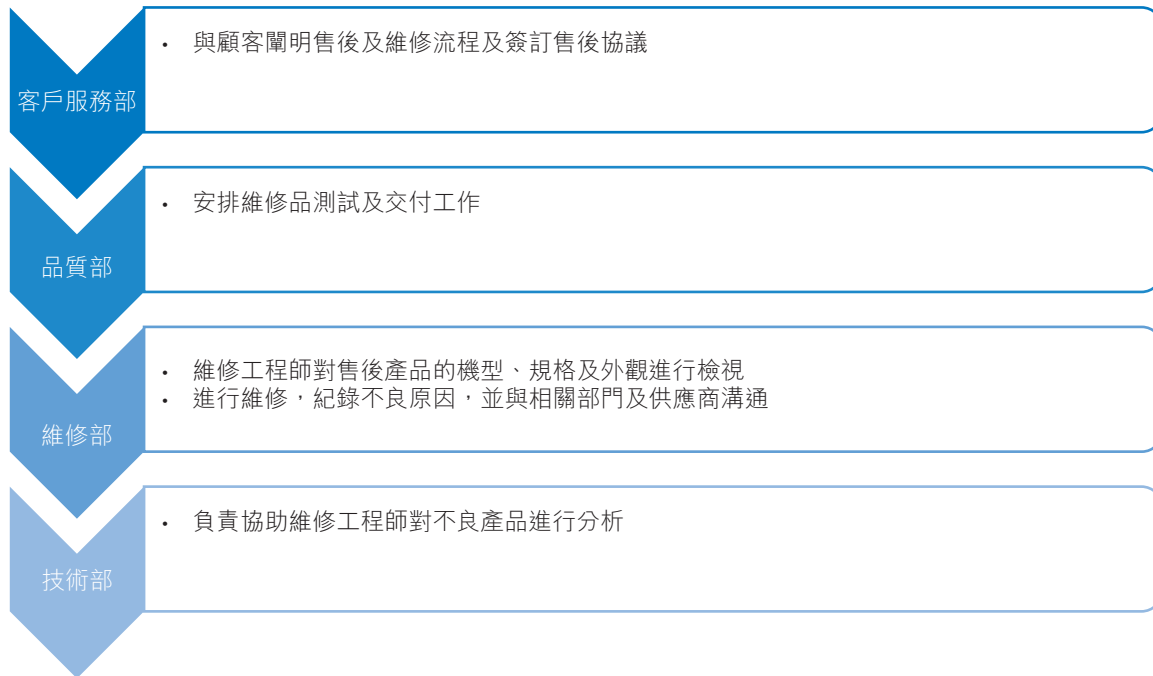 客戶服務部
• 與顧客闡明售後及維修流程及簽訂售後協議
品質部
• 安排維修品測試及交付工作
維修部
• 維修工程師對售後產品的機型、規格及外觀進行檢視
• 進行維修，紀錄不良原因，並與相關部門及供應商溝通
技術部
• 負責協助維修工程師對不良產品進行分析